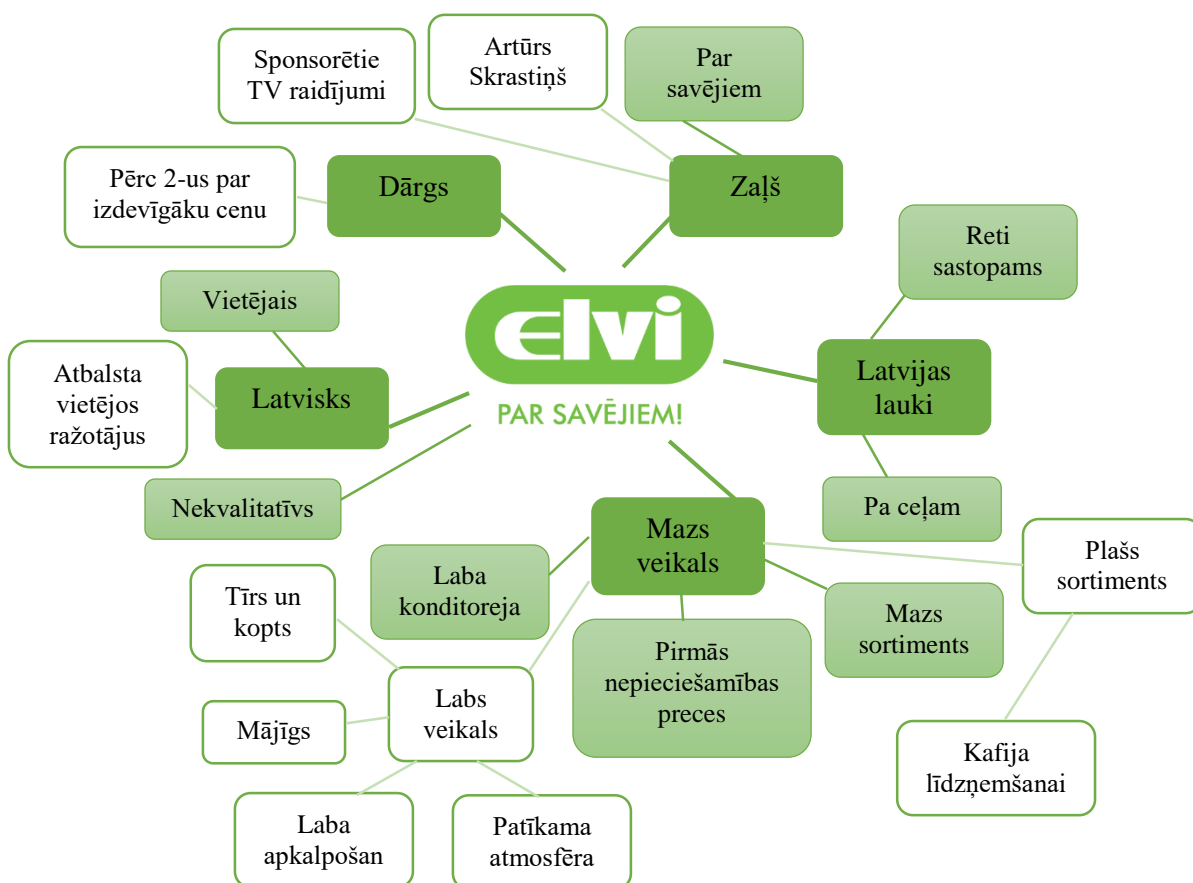 Sponsorētie
TV raidījumi
Artūrs
Skrastiņš
Par
savējiem
Pērc 2-us par
izdevīgāku cenu
Dārgs
Zaļš
Reti
sastopams
Vietējais
elvi
PAR SAVĒJIEM!
Atbalsta
vietējos
ražotājus
Latvisks
Latvijas
lauki
Nekvalitatīvs
Pa ceļam
Mazs
veikals
Plašs
sortiments
Laba
konditoreja
Tīrs un
kopts
Mazs
sortiments
Pirmās
nepieciešamības
preces
Labs
veikals
Mājīgs
Kafija
līdzņemšanai
Laba
apkalpošan
Patīkama
atmosfēra